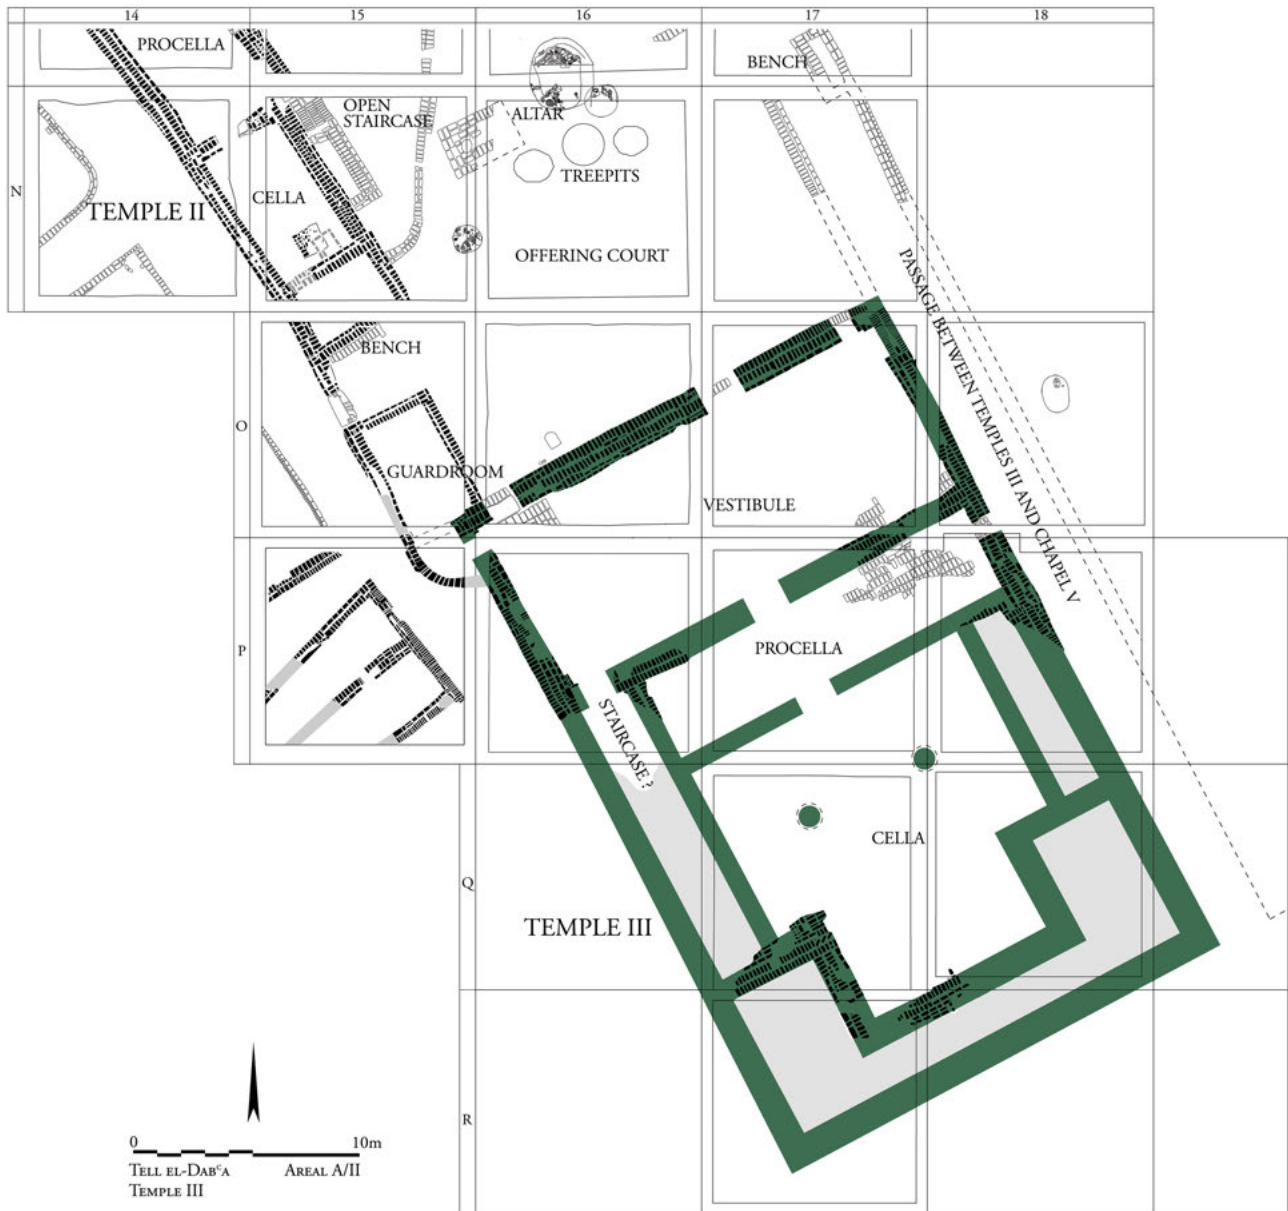 14 15 16 17 18
PROCELLA
BENCH
OPEN
STAIRCASE
ALTAR
TREEPITS
N
TEMPLE II
CELLA
OFFERING COURT
PASSAGE BETWEEN TEMPLES III AND CHAPEL V
BENCH
O
GUARDROOM
VESTIBULE
P
PROCELLA
STAIRCASE ?
CELLA
Q
TEMPLE III
R
0 10m
TELL EL-DABᶜA AREAL A/II
TEMPLE III